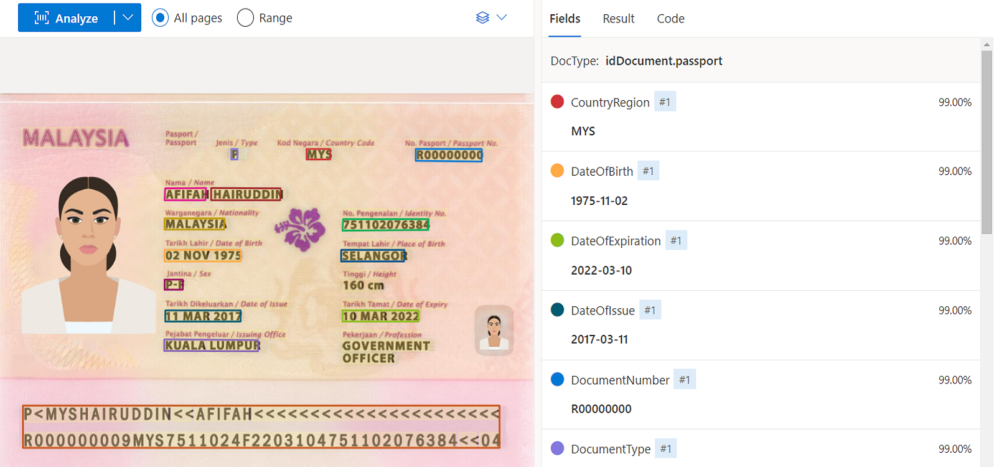 Analyze
All pages
Range
Fields
Result
Code
DocType: idDocument.passport
MALAYSIA
Pasport /
Passport
Jenis / Type
P
Kod Negara / Country Code
MYS
No. Pasport / Passport No.
R00000000
Nama / Name
AFIFAH HAIRUDDIN
Warganegara / Nationality
MALAYSIA
No. Pengenalan / Identity No.
751102076384
Tarikh Lahir / Date of Birth
02 NOV 1975
Tempat Lahir / Place of Birth
SELANGOR
Jantina / Sex
P-F
Tinggi / Height
160 cm
Tarikh Dikeluarkan / Date of Issue
11 MAR 2017
Tarikh Tamat / Date of Expiry
10 MAR 2022
Pejabat Pengeluar / Issuing Office
KUALA LUMPUR
Pekerjaan / Profession
GOVERNMENT
OFFICER
P<MYSHAIRUDDIN<<AFIFAH<<<<<<<<<<<<<<<<<<<<<<
R000000009MYS7511024F2203104751102076384<<04
CountryRegion #1 99.00%
MYS
DateOfBirth #1 99.00%
1975-11-02
DateOfExpiration #1 99.00%
2022-03-10
DateOfIssue #1 99.00%
2017-03-11
DocumentNumber #1 99.00%
R00000000
DocumentType #1 99.00%